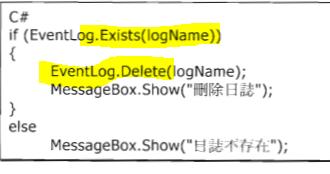 C#
if (EventLog.Exists(logName))
{
EventLog.Delete(logName);
MessageBox.Show("刪除日誌");
}
else
MessageBox.Show("日誌不存在");